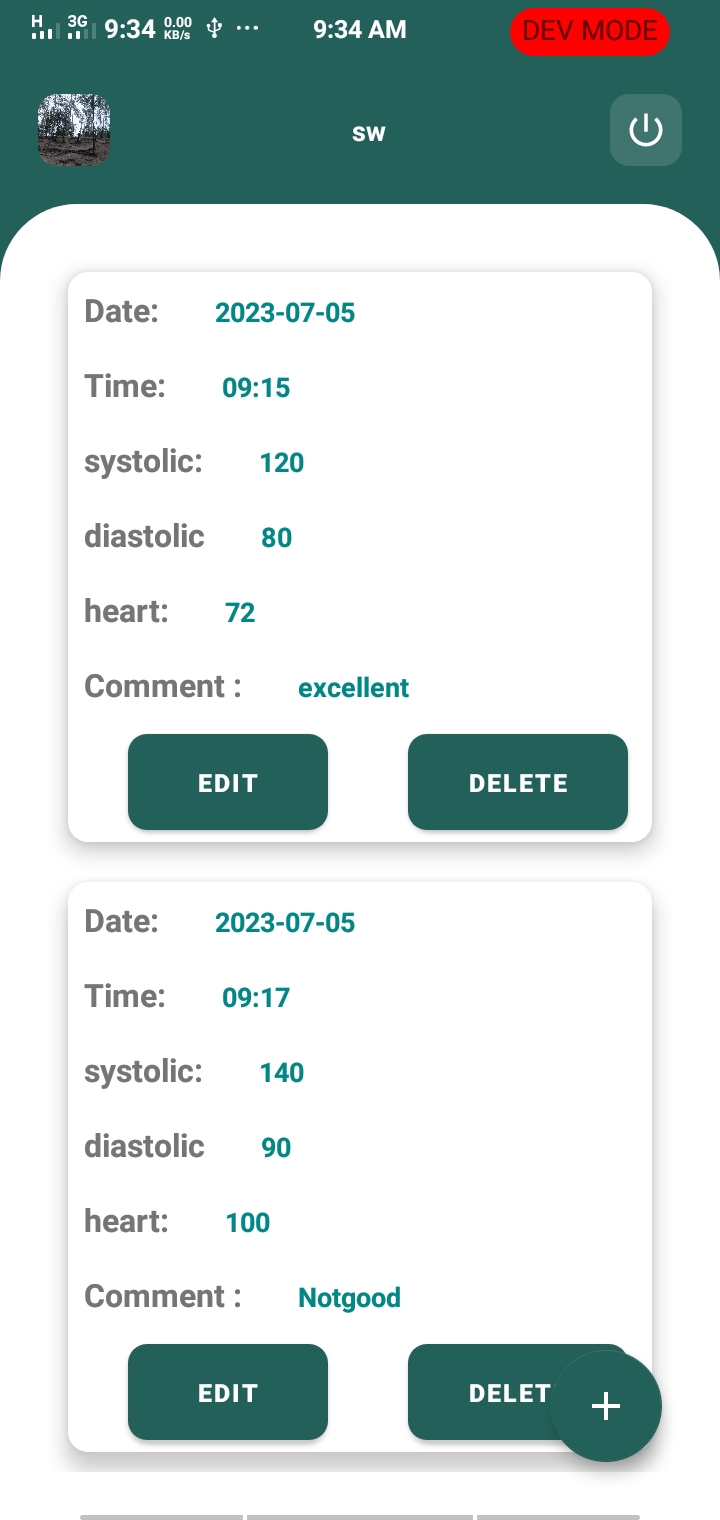 H 3G 9:34 0.00 KB/s 9:34 AM DEV MODE
sw
Date: 2023-07-05
Time: 09:15
systolic: 120
diastolic 80
heart: 72
Comment : excellent
EDIT DELETE
Date: 2023-07-05
Time: 09:17
systolic: 140
diastolic 90
heart: 100
Comment : Notgood
EDIT DELET